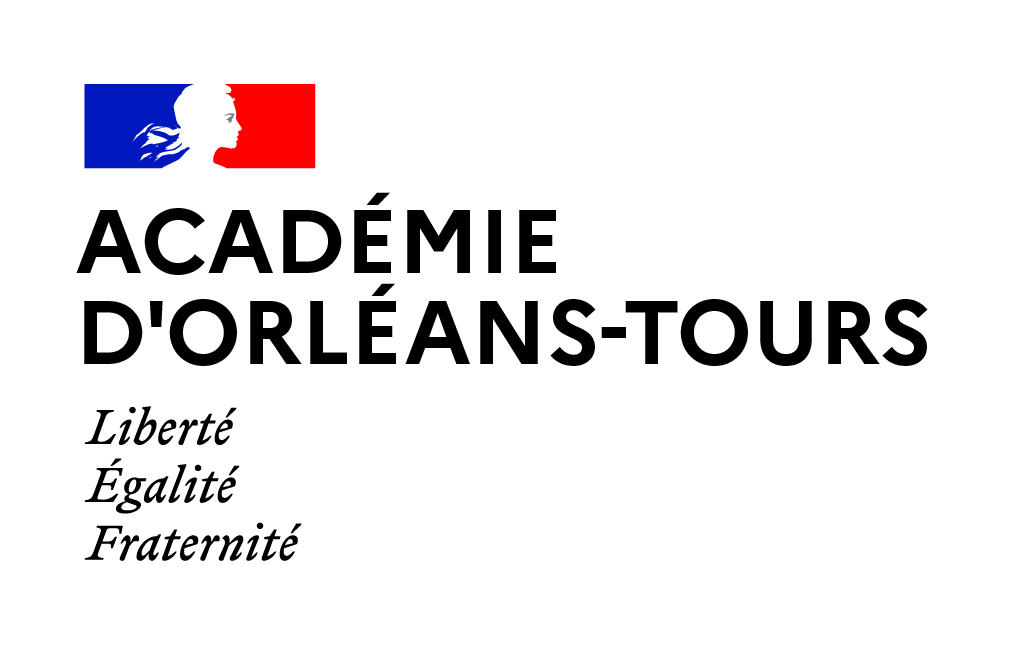 ACADÉMIE
D'ORLÉANS-TOURS
Liberté
Égalité
Fraternité